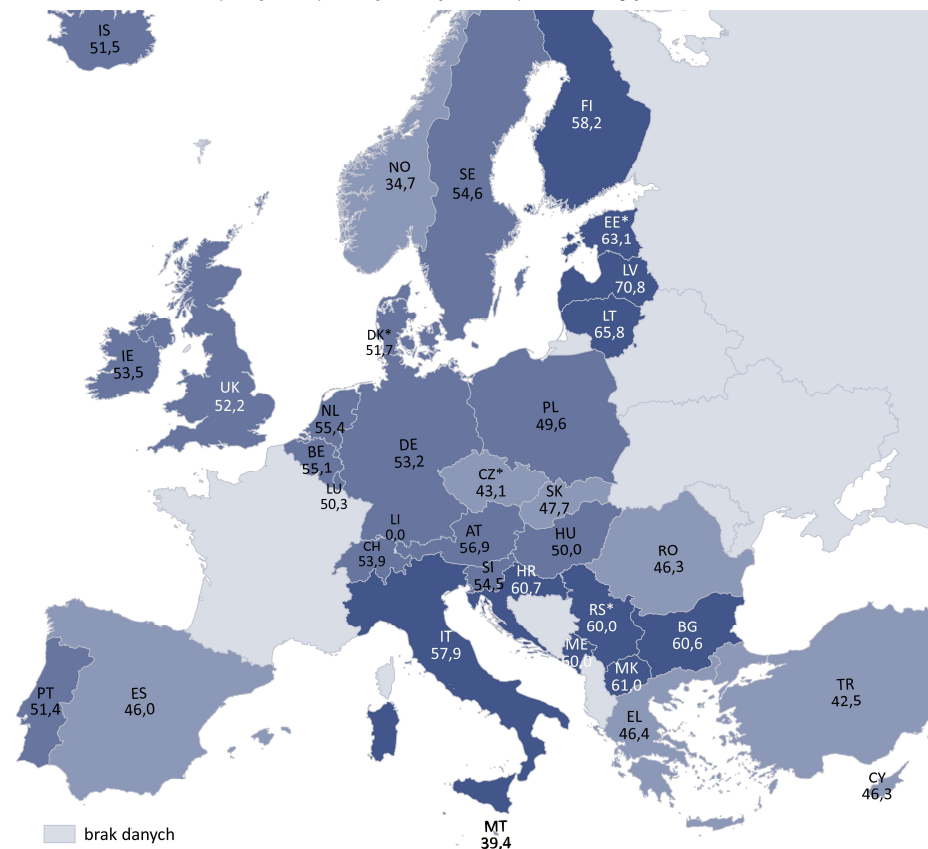 IS
51,5
FI
58,2
NO
34,7
SE
54,6
EE*
63,1
LV
70,8
LT
65,8
DK*
51,7
IE
53,5
UK
52,2
NL
55,4
BE
55,1
LU
50,3
DE
53,2
PL
49,6
CZ*
43,1
SK
47,7
LI
0,0
CH
53,9
AT
56,9
HU
50,0
RO
46,3
SI
54,5
HR
60,7
RS*
60,0
BG
60,6
ME
60,0
MK
61,0
IT
57,9
PT
51,4
ES
46,0
EL
46,4
TR
42,5
CY
46,3
MT
39,4
brak danych